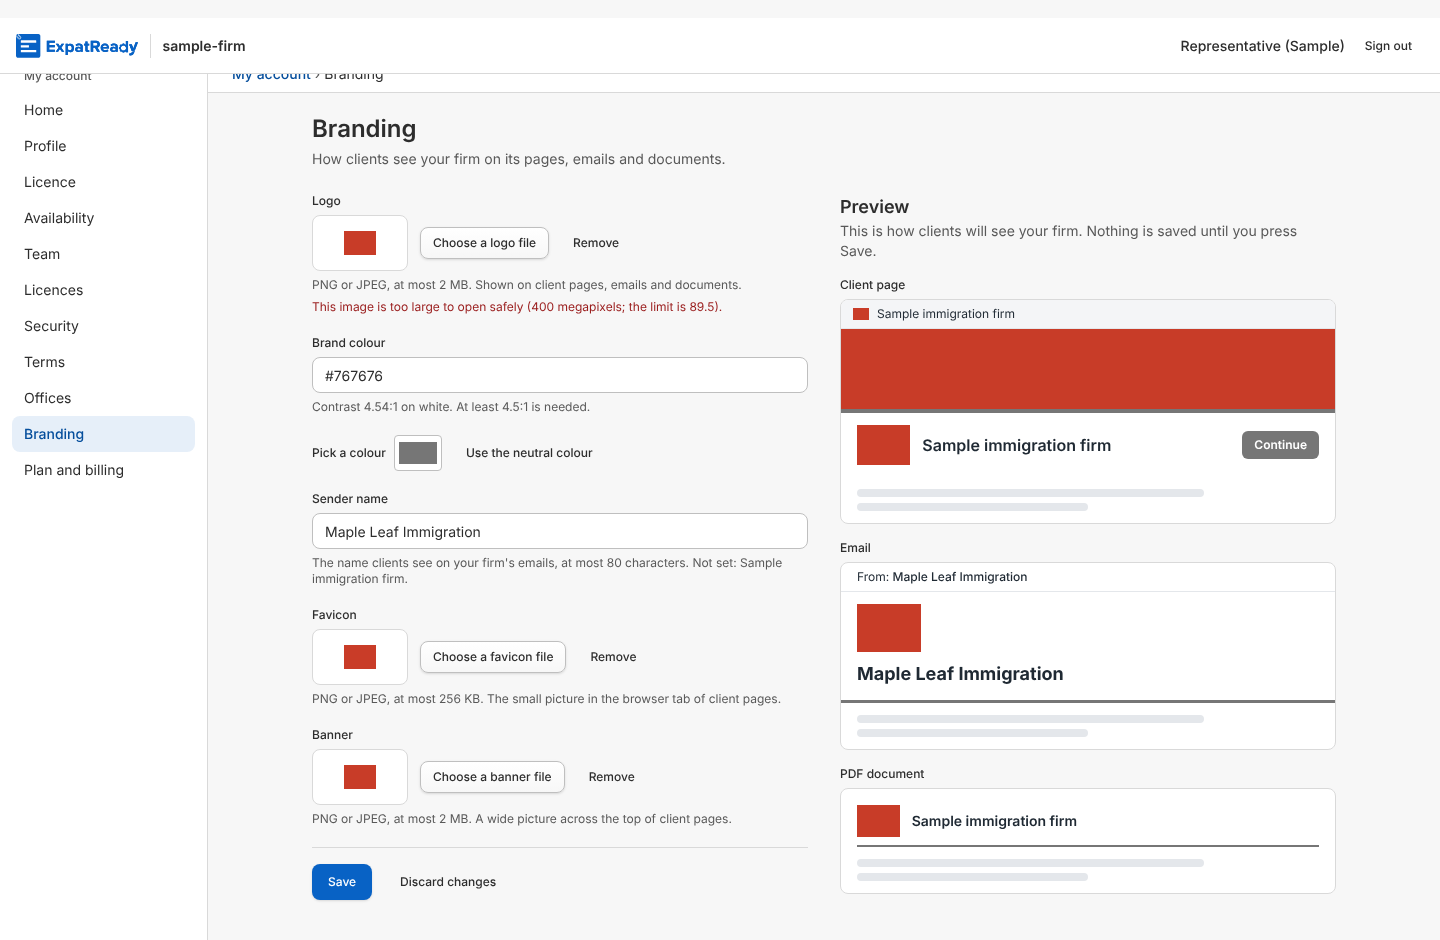 ExpatReady
sample-firm
Representative (Sample)
Sign out
My account
My account › Branding
Home
Profile
Licence
Availability
Team
Licences
Security
Terms
Offices
Branding
Plan and billing
Branding
How clients see your firm on its pages, emails and documents.
Logo
Choose a logo file
Remove
PNG or JPEG, at most 2 MB. Shown on client pages, emails and documents.
This image is too large to open safely (400 megapixels; the limit is 89.5).
Brand colour
#767676
Contrast 4.54:1 on white. At least 4.5:1 is needed.
Pick a colour
Use the neutral colour
Sender name
Maple Leaf Immigration
The name clients see on your firm's emails, at most 80 characters. Not set: Sample
immigration firm.
Favicon
Choose a favicon file
Remove
PNG or JPEG, at most 256 KB. The small picture in the browser tab of client pages.
Banner
Choose a banner file
Remove
PNG or JPEG, at most 2 MB. A wide picture across the top of client pages.
Save
Discard changes
Preview
This is how clients will see your firm. Nothing is saved until you press
Save.
Client page
Sample immigration firm
Sample immigration firm
Continue
Email
From: Maple Leaf Immigration
Maple Leaf Immigration
PDF document
Sample immigration firm